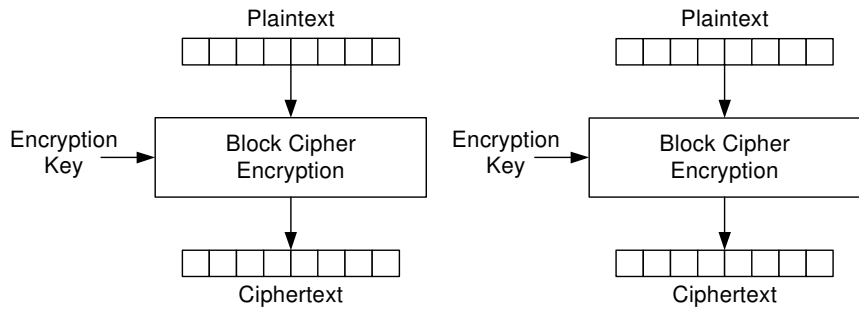 Plaintext
Encryption
Key
Block Cipher
Encryption
Ciphertext
Plaintext
Encryption
Key
Block Cipher
Encryption
Ciphertext